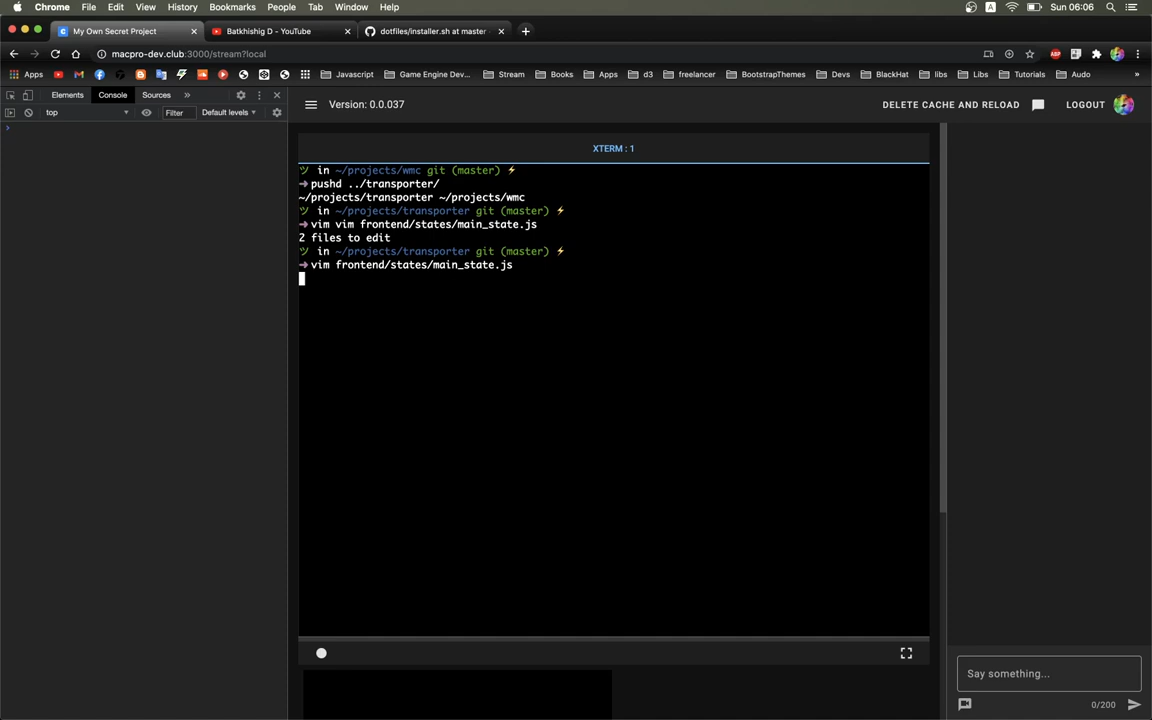 Chrome File Edit View History Bookmarks People Tab Window Help A Sun 06:06
My Own Secret Project Batkhishig D - YouTube dotfiles/installer.sh at master
macpro-dev.club:3000/stream?local
Apps Javascript Game Engine Dev... Stream Books Apps d3 freelancer BootstrapThemes Devs BlackHat libs Libs Tutorials Audo »
Elements Console Sources »
top Filter Default levels
Version: 0.0.037 DELETE CACHE AND RELOAD LOGOUT
XTERM : 1
ツ in ~/projects/wmc git (master) ⚡
➜ pushd ../transporter/
~/projects/transporter ~/projects/wmc
ツ in ~/projects/transporter git (master) ⚡
➜ vim vim frontend/states/main_state.js
2 files to edit
ツ in ~/projects/transporter git (master) ⚡
➜ vim frontend/states/main_state.js
Say something...
0/200